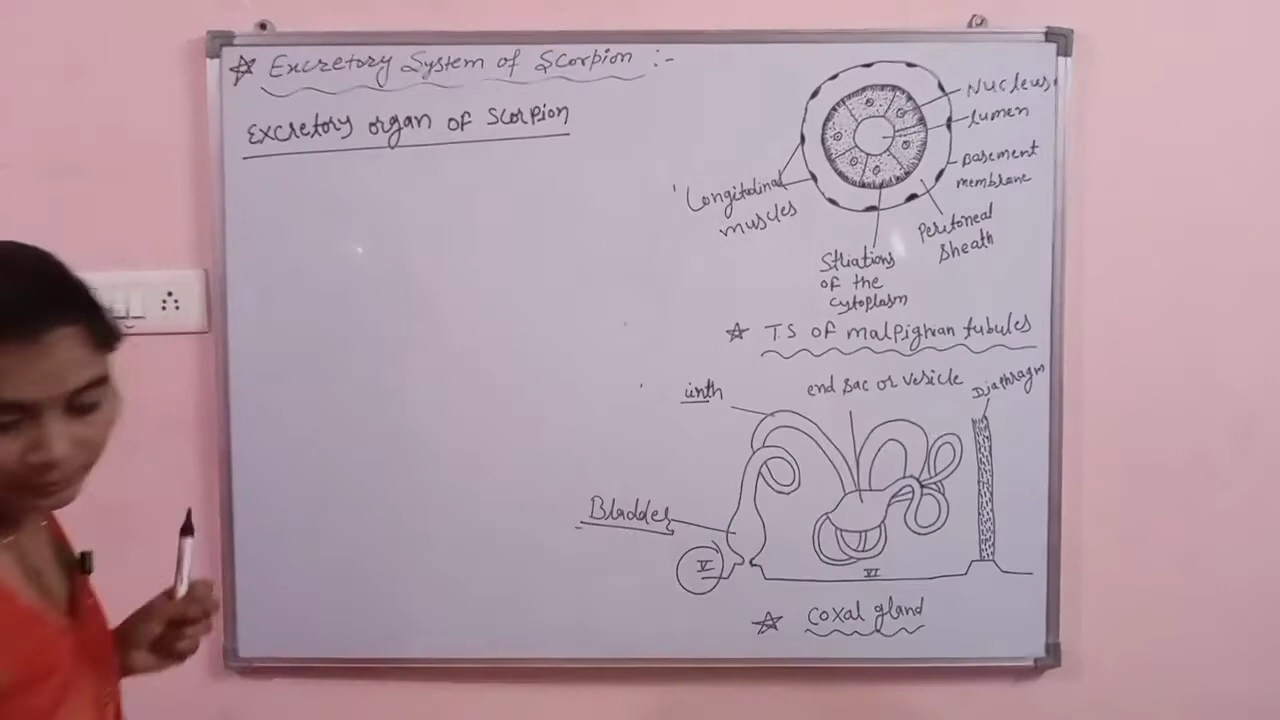 ☆ Excretory System of Scorpion :-
Excretory organ of Scorpion
Nucleus
lumen
Basement
membrane
Longitudinal
muscles
Peritoneal
Sheath
Striations
of the
cytoplasm
☆ T.S of malpighian tubules
end sac or vesicle
Diaphragm
Bladder
V
VI
☆ coxal gland